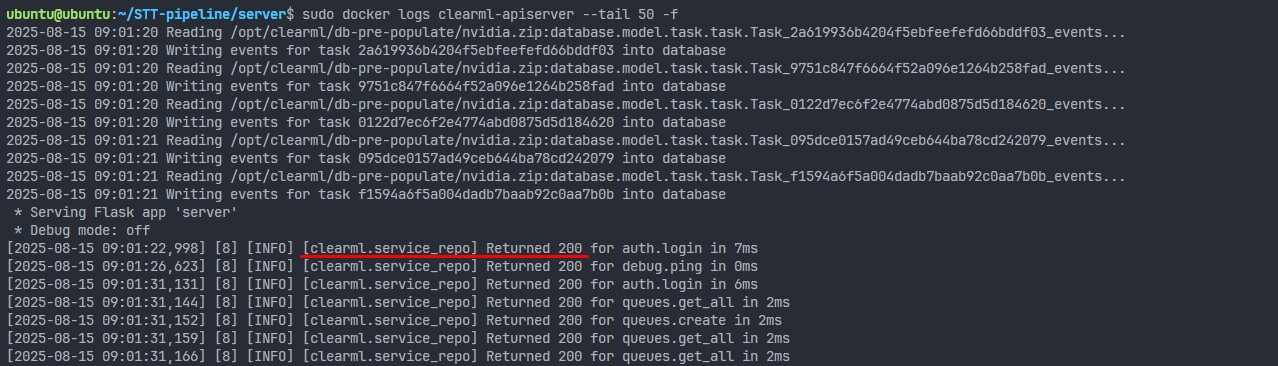 ubuntu@ubuntu:~/STT-pipeline/server$ sudo docker logs clearml-apiserver --tail 50 -f
2025-08-15 09:01:20 Reading /opt/clearml/db-pre-populate/nvidia.zip:database.model.task.task.Task_2a619936b4204f5ebfeefefd66bddf03_events...
2025-08-15 09:01:20 Writing events for task 2a619936b4204f5ebfeefefd66bddf03 into database
2025-08-15 09:01:20 Reading /opt/clearml/db-pre-populate/nvidia.zip:database.model.task.task.Task_9751c847f6664f52a096e1264b258fad_events...
2025-08-15 09:01:20 Writing events for task 9751c847f6664f52a096e1264b258fad into database
2025-08-15 09:01:20 Reading /opt/clearml/db-pre-populate/nvidia.zip:database.model.task.task.Task_0122d7ec6f2e4774abd0875d5d184620_events...
2025-08-15 09:01:20 Writing events for task 0122d7ec6f2e4774abd0875d5d184620 into database
2025-08-15 09:01:21 Reading /opt/clearml/db-pre-populate/nvidia.zip:database.model.task.task.Task_095dce0157ad49ceb644ba78cd242079_events...
2025-08-15 09:01:21 Writing events for task 095dce0157ad49ceb644ba78cd242079 into database
2025-08-15 09:01:21 Reading /opt/clearml/db-pre-populate/nvidia.zip:database.model.task.task.Task_f1594a6f5a004dadb7baab92c0aa7b0b_events...
2025-08-15 09:01:21 Writing events for task f1594a6f5a004dadb7baab92c0aa7b0b into database
 * Serving Flask app 'server'
 * Debug mode: off
[2025-08-15 09:01:22,998] [8] [INFO] [clearml.service_repo] Returned 200 for auth.login in 7ms
[2025-08-15 09:01:26,623] [8] [INFO] [clearml.service_repo] Returned 200 for debug.ping in 0ms
[2025-08-15 09:01:31,131] [8] [INFO] [clearml.service_repo] Returned 200 for auth.login in 6ms
[2025-08-15 09:01:31,144] [8] [INFO] [clearml.service_repo] Returned 200 for queues.get_all in 2ms
[2025-08-15 09:01:31,152] [8] [INFO] [clearml.service_repo] Returned 200 for queues.create in 2ms
[2025-08-15 09:01:31,159] [8] [INFO] [clearml.service_repo] Returned 200 for queues.get_all in 2ms
[2025-08-15 09:01:31,166] [8] [INFO] [clearml.service_repo] Returned 200 for queues.get_all in 2ms